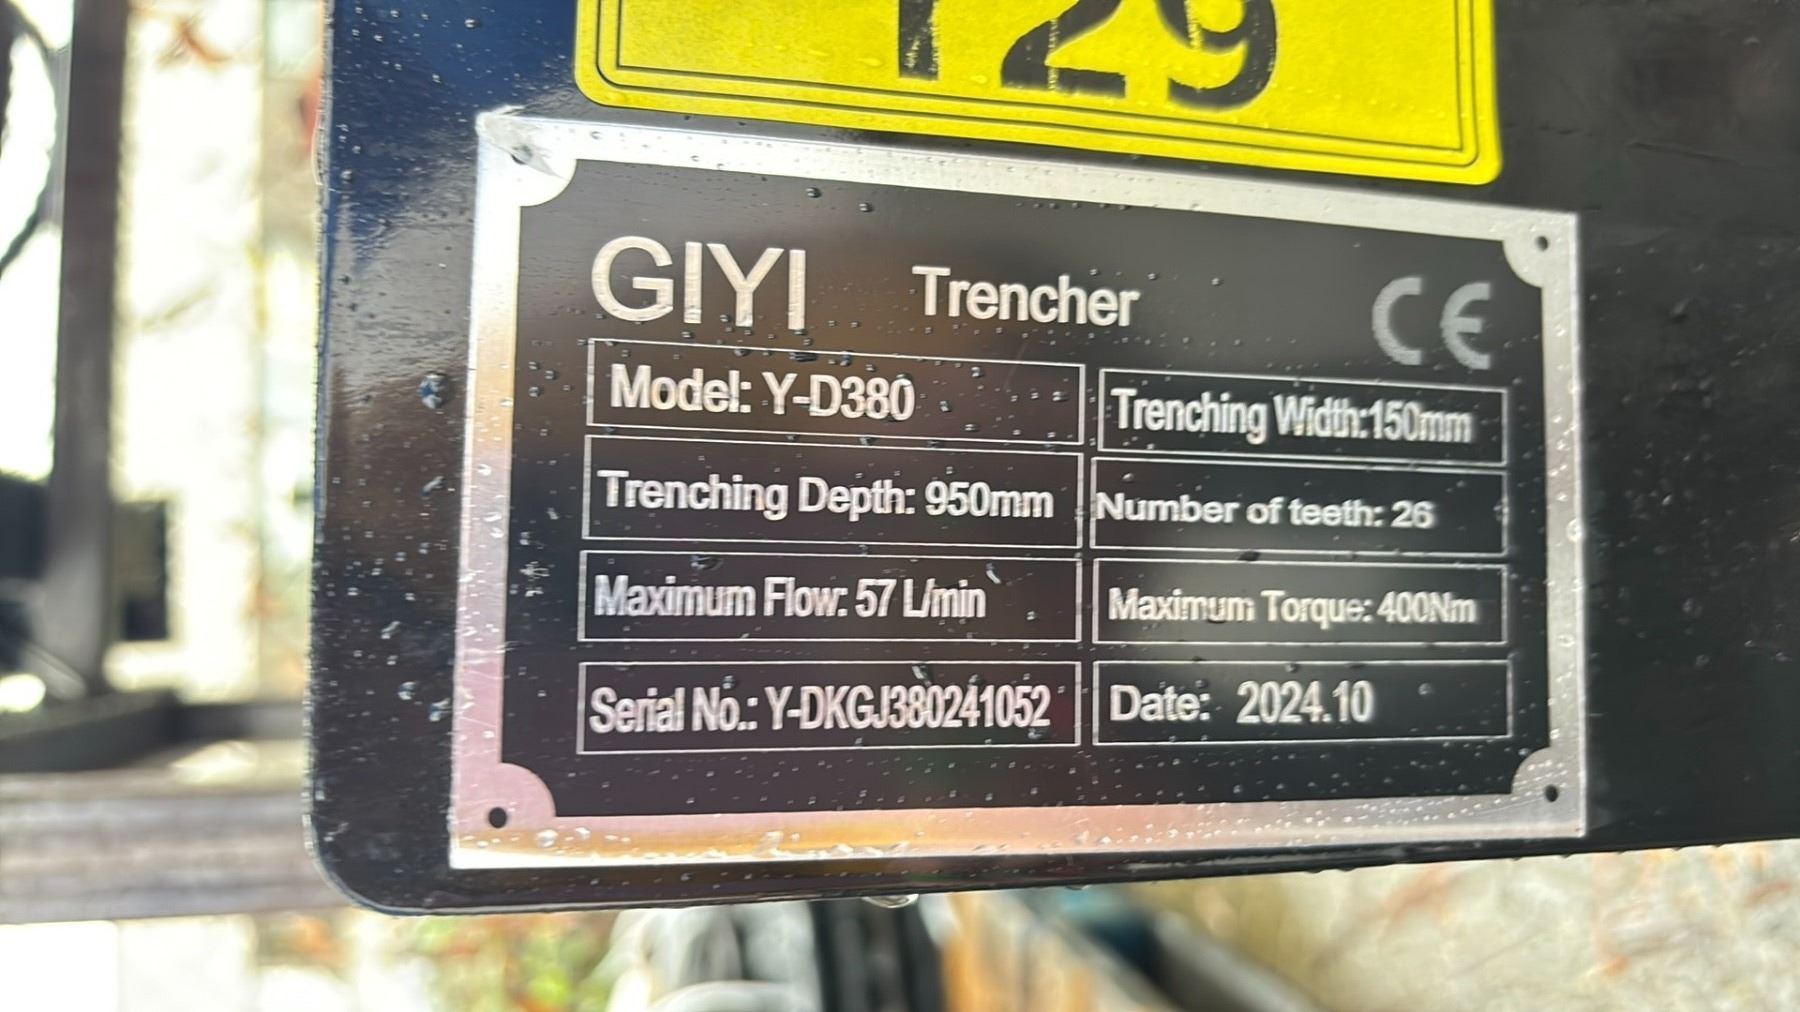 129
GIYI Trencher CE
Model: Y-D380
Trenching Width:150mm
Trenching Depth: 950mm
Number of teeth: 26
Maximum Flow: 57 L/min
Maximum Torque: 400Nm
Serial No.: Y-DKGJ380241052
Date: 2024.10